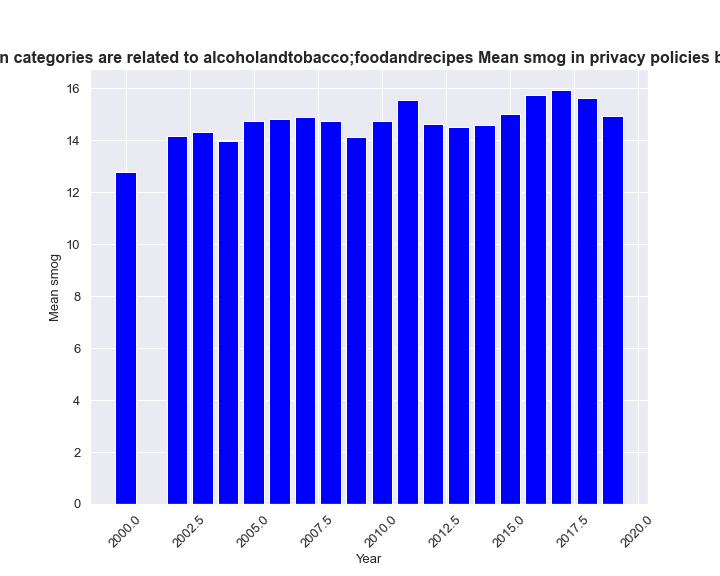 n categories are related to alcoholandtobacco;foodandrecipes Mean smog in privacy policies b
16
14
12
10
8
6
4
2
0
Mean smog
2000.0 2002.5 2005.0 2007.5 2010.0 2012.5 2015.0 2017.5 2020.0
Year